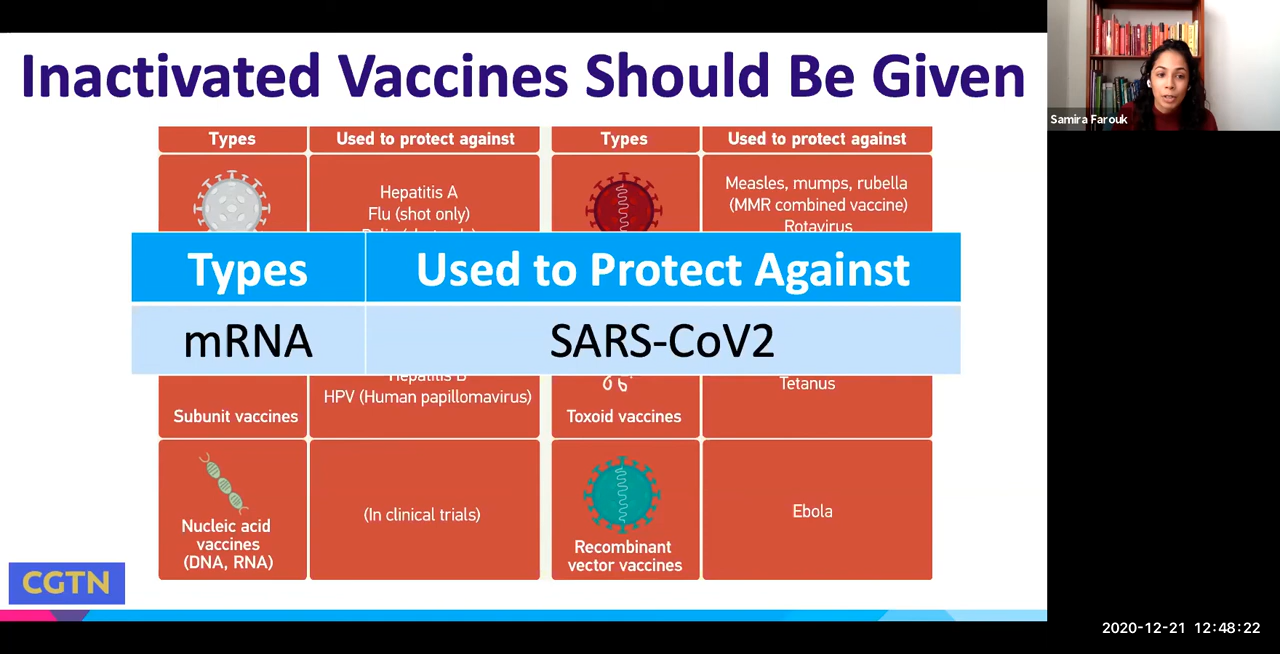 Inactivated Vaccines Should Be Given
Types
Used to protect against
Types
Used to protect against
Hepatitis A
Flu (shot only)
Measles, mumps, rubella
(MMR combined vaccine)
Rotavirus
Types
Used to Protect Against
mRNA
SARS-CoV2
Hepatitis B
HPV (Human papillomavirus)
Subunit vaccines
Tetanus
Toxoid vaccines
Nucleic acid
vaccines
(DNA, RNA)
(In clinical trials)
Recombinant
vector vaccines
Ebola
CGTN
Samira Farouk
2020-12-21 12:48:22